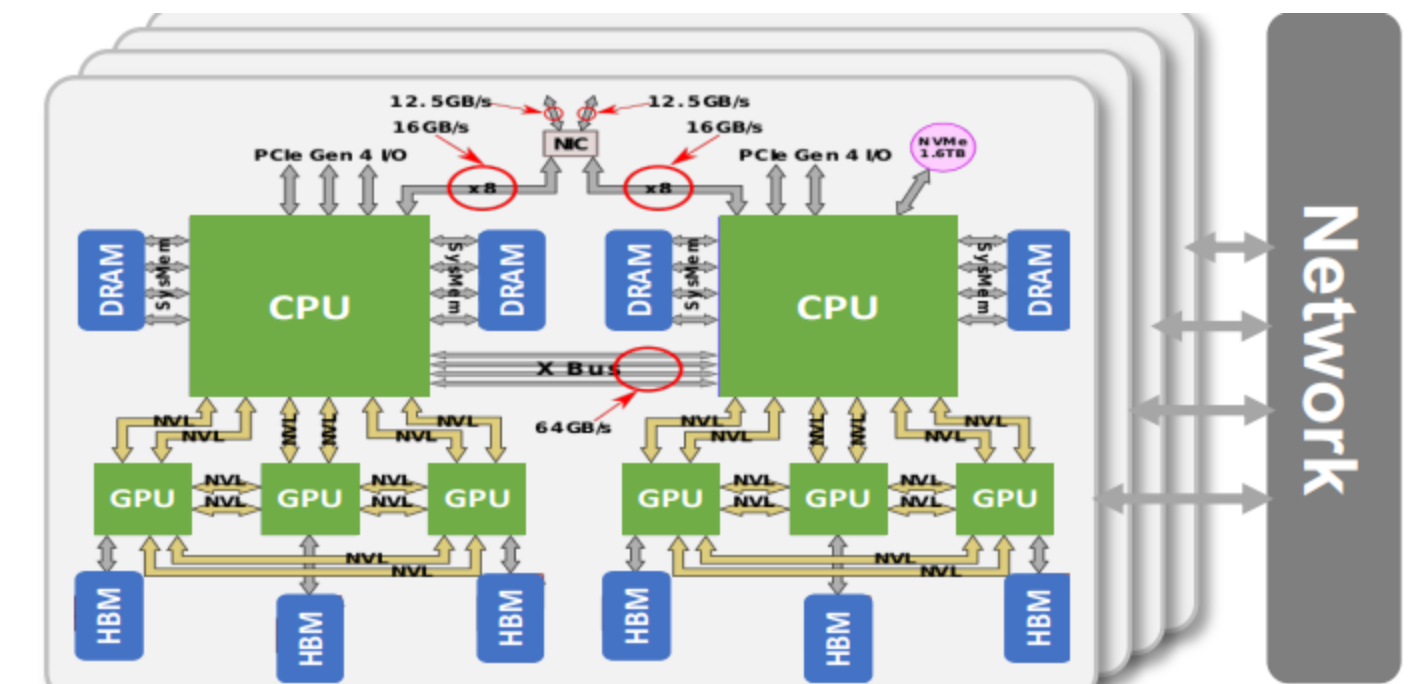 12.5GB/s
12.5GB/s
16GB/s
16GB/s
NIC
NVMe
1.6TB
PCIe Gen 4 I/O
PCIe Gen 4 I/O
x8
x8
DRAM
SysMem
CPU
SysMem
DRAM
DRAM
SysMem
CPU
SysMem
DRAM
X Bus
64GB/s
NVL
NVL
NVL
NVL
NVL
NVL
NVL
NVL
NVL
NVL
NVL
NVL
GPU
NVL
NVL
GPU
NVL
NVL
GPU
GPU
NVL
NVL
GPU
NVL
NVL
GPU
NVL
NVL
NVL
NVL
HBM
HBM
HBM
HBM
HBM
HBM
Network